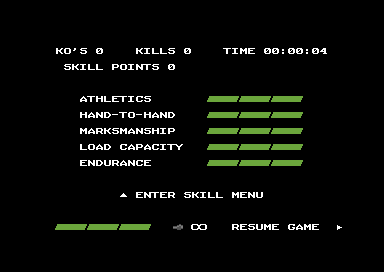 KO'S 0 KILLS 0 TIME 00:00:04
SKILL POINTS 0
ATHLETICS
HAND-TO-HAND
MARKSMANSHIP
LOAD CAPACITY
ENDURANCE
▲ ENTER SKILL MENU
∞ RESUME GAME ►